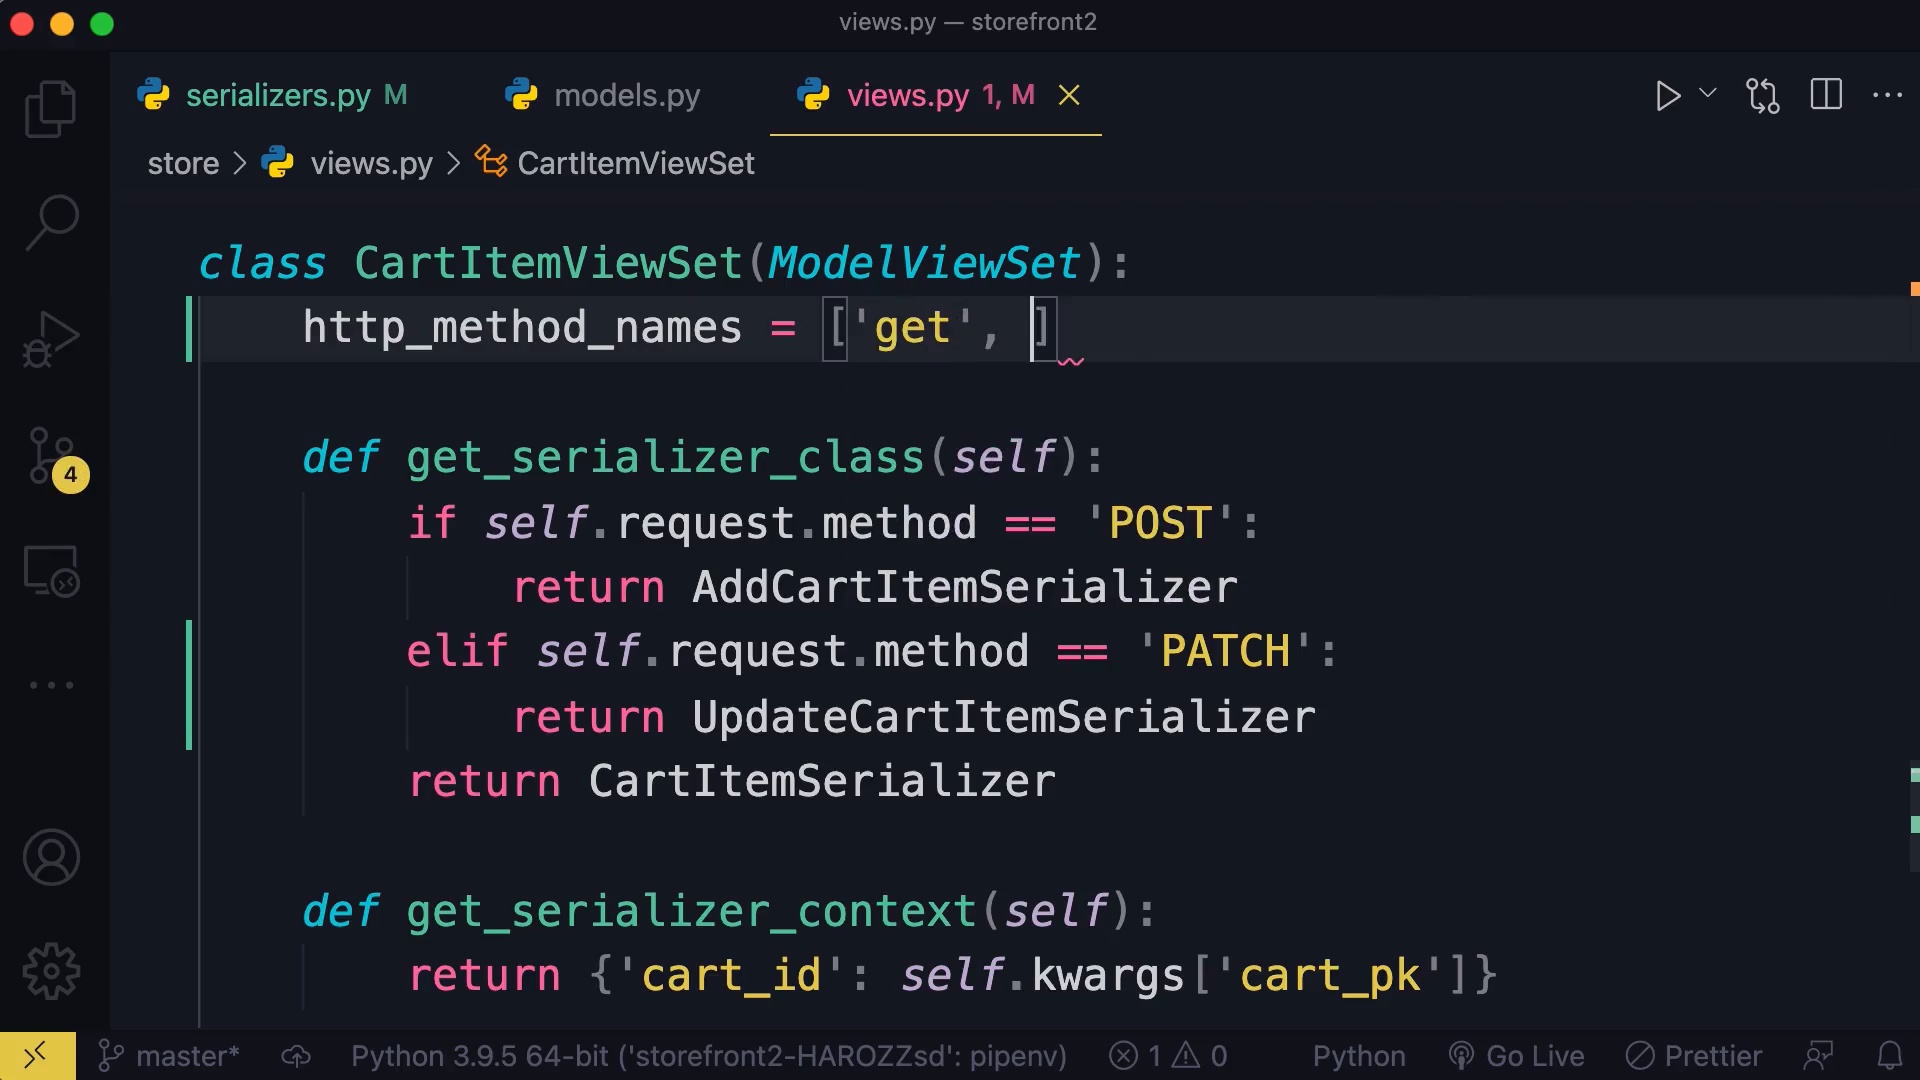 views.py — storefront2
serializers.py M
models.py
views.py 1, M
store > views.py > CartItemViewSet
class CartItemViewSet(ModelViewSet):
    http_method_names = ['get', ]
    def get_serializer_class(self):
        if self.request.method == 'POST':
            return AddCartItemSerializer
        elif self.request.method == 'PATCH':
            return UpdateCartItemSerializer
        return CartItemSerializer
    def get_serializer_context(self):
        return {'cart_id': self.kwargs['cart_pk']}
4
master* Python 3.9.5 64-bit ('storefront2-HAROZZsd': pipenv) 1 0 Python Go Live Prettier